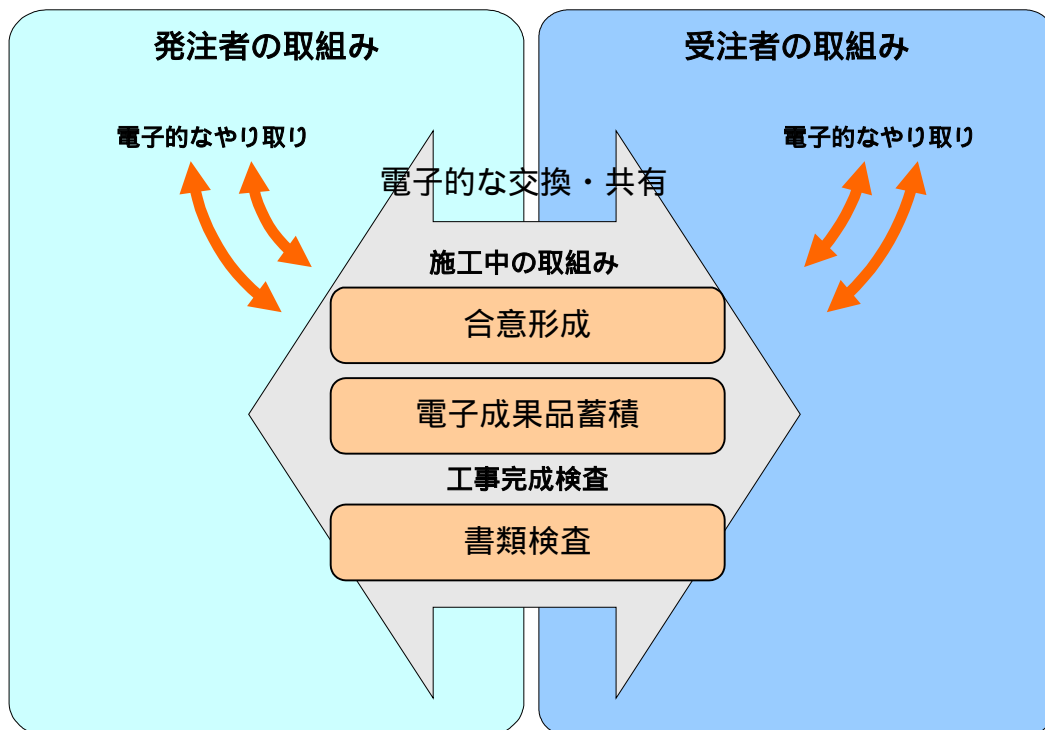 発注者の取組み
受注者の取組み
電子的なやり取り
電子的なやり取り
電子的な交換・共有
施工中の取組み
合意形成
電子成果品蓄積
工事完成検査
書類検査